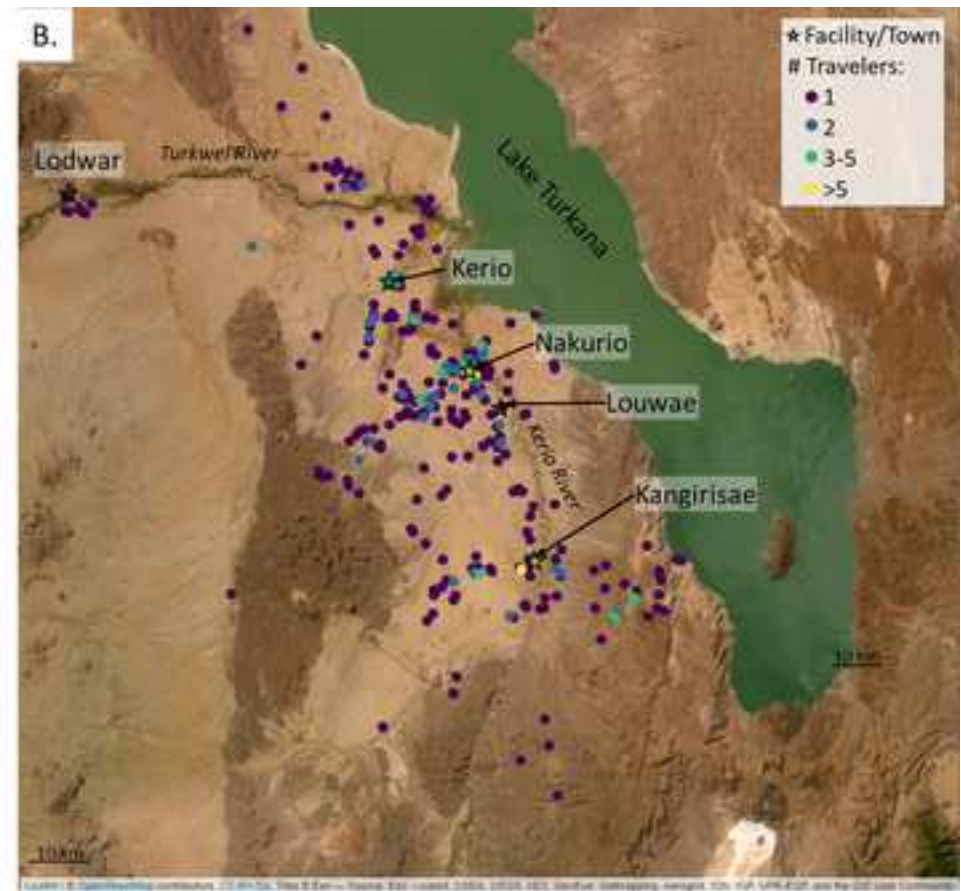 B.
★ Facility/Town
# Travelers:
1
2
3-5
>5
Lodwar
Turkwel River
Lake Turkana
Kerio
Nakurio
Louwae
Kerio River
Kangirisae
10 km
10 km